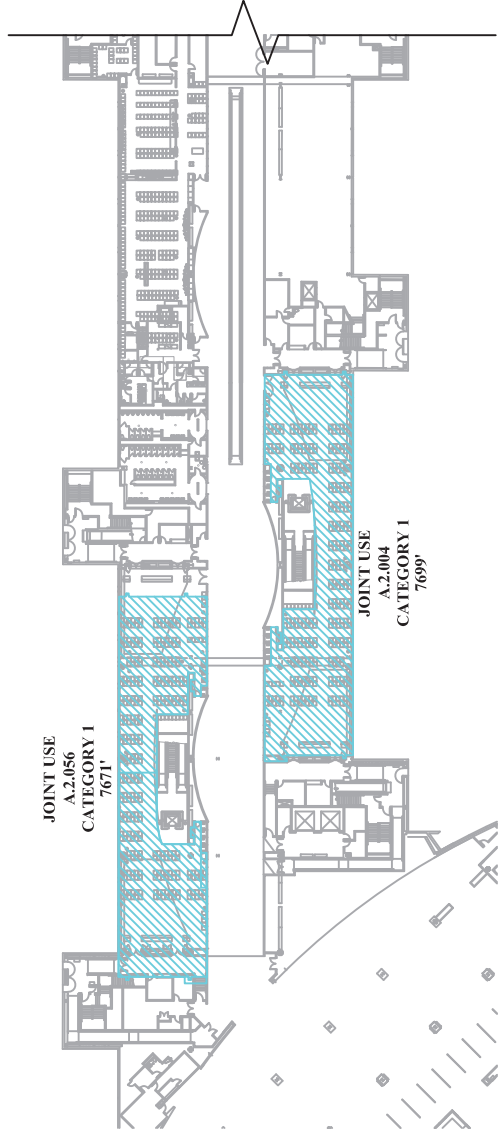 JOINT USE
A.2.004
CATEGORY 1
7699'
JOINT USE
A.2.056
CATEGORY 1
7671'